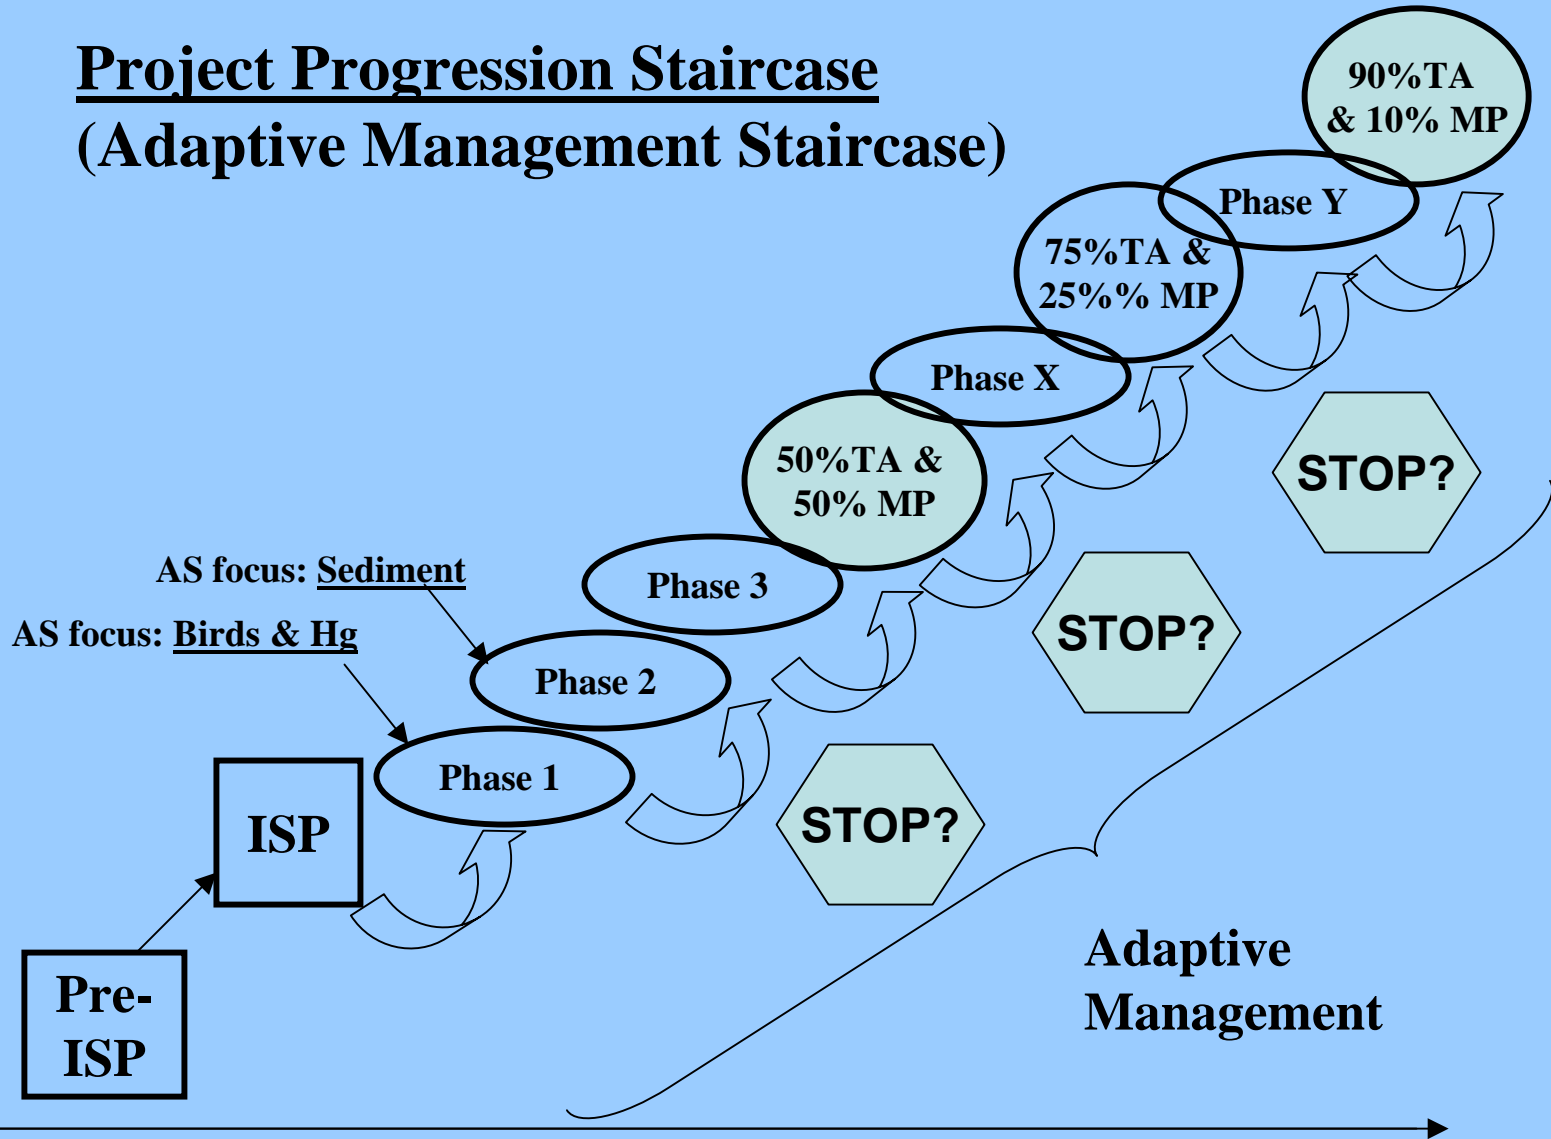 Project Progression Staircase
(Adaptive Management Staircase)
90%TA
& 10% MP
Phase Y
75%TA &
25%% MP
Phase X
50%TA &
50% MP
STOP?
AS focus: Sediment
Phase 3
AS focus: Birds & Hg
STOP?
Phase 2
Phase 1
ISP
STOP?
Pre-
ISP
Adaptive
Management